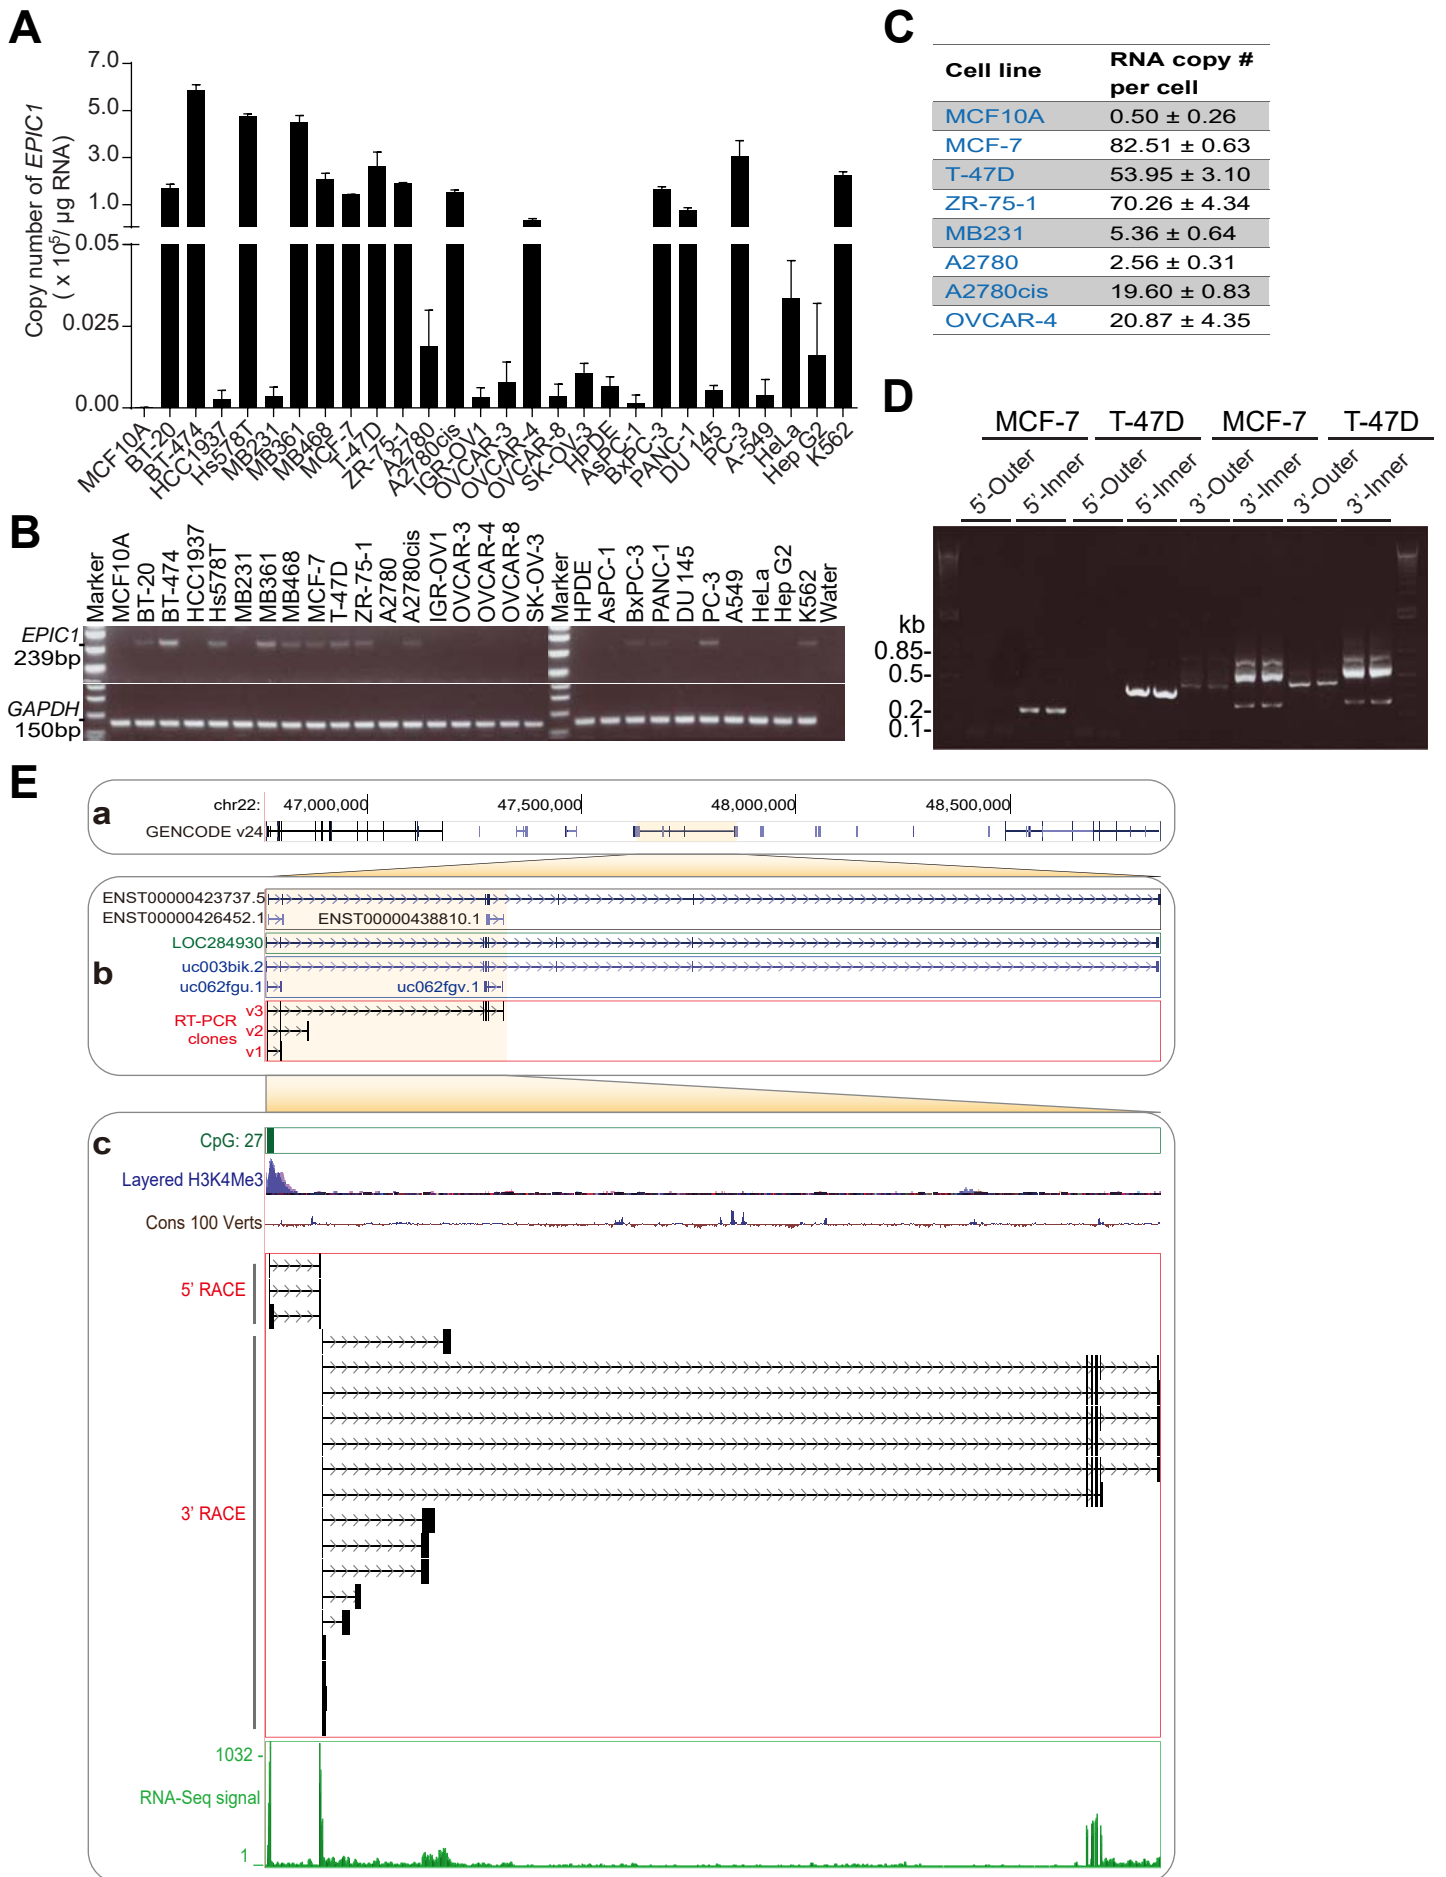 A
Copy number of EPIC1
( x 10⁵/ µg RNA)
7.0
5.0
3.0
1.0
0.05
0.025
0.00
MCF10A
BT-20
BT-474
HCC1937
Hs578T
MB231
MB361
MB468
MCF-7
T-47D
ZR-75-1
A2780
A2780cis
IGR-OV1
OVCAR-3
OVCAR-4
OVCAR-8
SK-OV-3
HPDE
AsPC-1
BxPC-3
PANC-1
DU 145
PC-3
A-549
HeLa
Hep G2
K562
B
Marker
MCF10A
BT-20
BT-474
HCC1937
Hs578T
MB231
MB361
MB468
MCF-7
T-47D
ZR-75-1
A2780
A2780cis
IGR-OV1
OVCAR-3
OVCAR-4
OVCAR-8
SK-OV-3
Marker
HPDE
AsPC-1
BxPC-3
PANC-1
DU 145
PC-3
A549
HeLa
Hep G2
K562
Water
EPIC1
239bp
GAPDH
150bp
C
Cell line RNA copy #
per cell
MCF10A 0.50 ± 0.26
MCF-7 82.51 ± 0.63
T-47D 53.95 ± 3.10
ZR-75-1 70.26 ± 4.34
MB231 5.36 ± 0.64
A2780 2.56 ± 0.31
A2780cis 19.60 ± 0.83
OVCAR-4 20.87 ± 4.35
D
MCF-7 T-47D MCF-7 T-47D
5'-Outer
5'-Inner
5'-Outer
5'-Inner
3'-Outer
3'-Inner
3'-Outer
3'-Inner
kb
0.85-
0.5-
0.2-
0.1-
E
a
chr22: 47,000,000 47,500,000 48,000,000 48,500,000
GENCODE v24
b
ENST00000423737.5
ENST00000426452.1 ENST00000438810.1
LOC284930
uc003bik.2
uc062fgu.1 uc062fgv.1
RT-PCR
clones
v3
v2
v1
c
CpG: 27
Layered H3K4Me3
Cons 100 Verts
5' RACE
3' RACE
1032 -
RNA-Seq signal
1 _